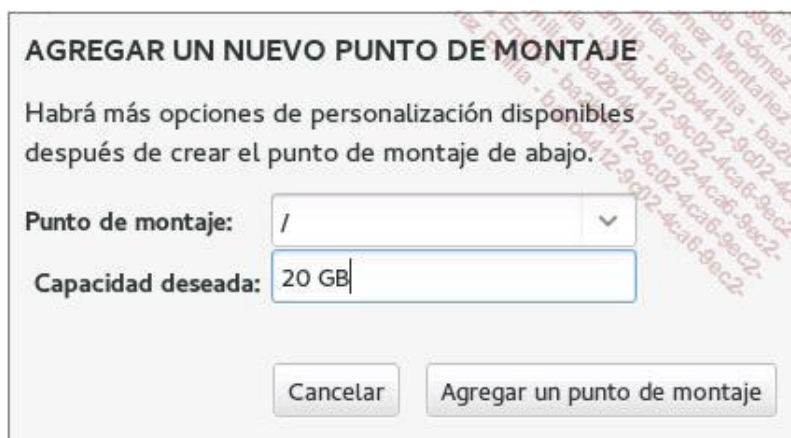 AGREGAR UN NUEVO PUNTO DE MONTAJE
Habrá más opciones de personalización disponibles
después de crear el punto de montaje de abajo.
Punto de montaje: /
Capacidad deseada: 20 GB
Cancelar Agregar un punto de montaje